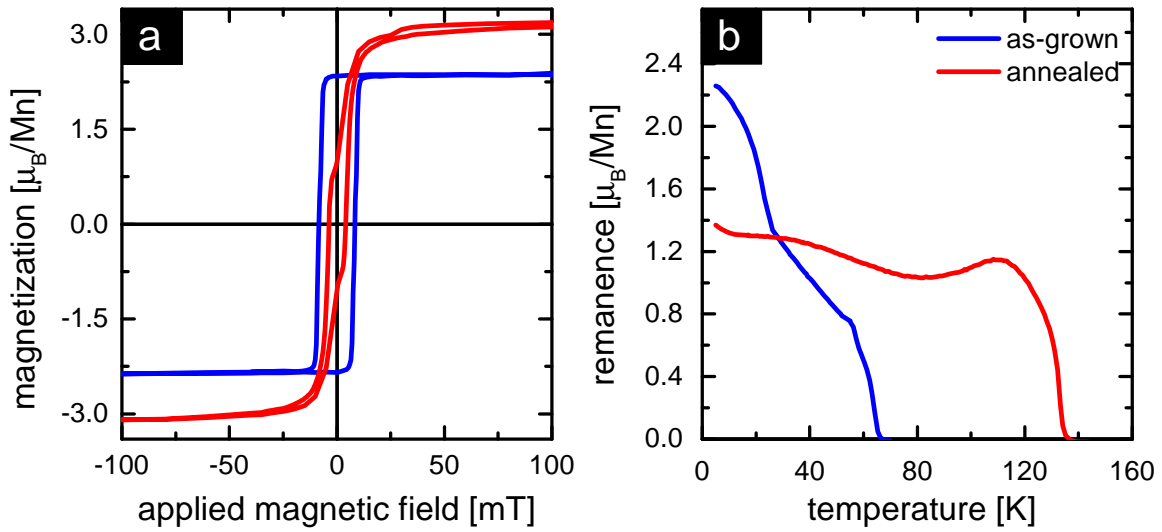 a
magnetization [μB/Mn]
3.0
1.5
0.0
-1.5
-3.0
-100
-50
0
50
100
applied magnetic field [mT]
b
as-grown
annealed
remanence [μB/Mn]
2.4
2.0
1.6
1.2
0.8
0.4
0.0
0
40
80
120
160
temperature [K]